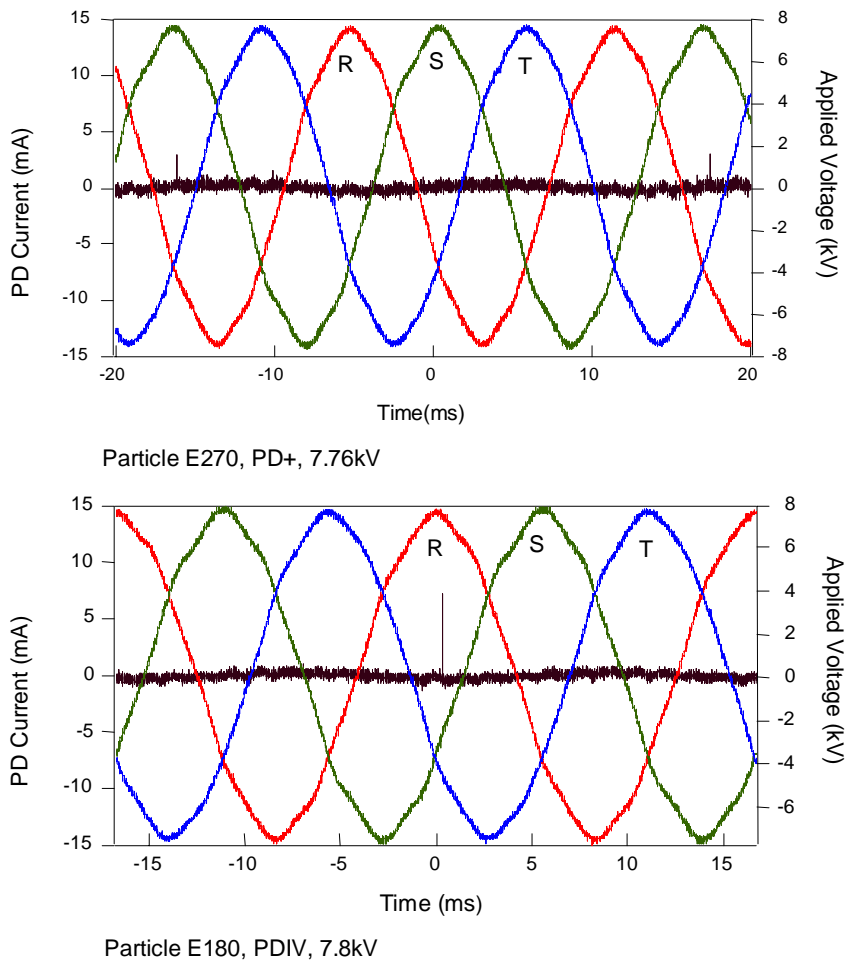 15
10
5
0
-5
-10
-15
PD Current (mA)
R
S
T
8
6
4
2
0
-2
-4
-6
-8
Applied Voltage (kV)
-20 -10 0 10 20
Time(ms)
Particle E270, PD+, 7.76kV
15
10
5
0
-5
-10
-15
PD Current (mA)
R
S
T
8
6
4
2
0
-2
-4
-6
Applied Voltage (kV)
-15 -10 -5 0 5 10 15
Time (ms)
Particle E180, PDIV, 7.8kV